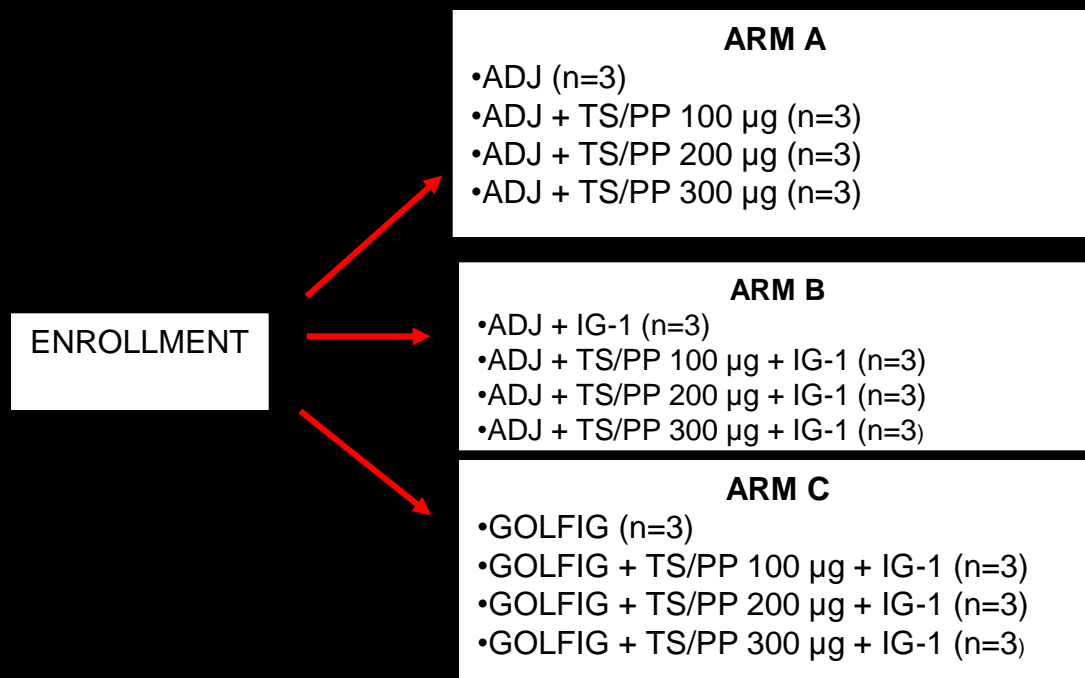 ENROLLMENT
ARM A
•ADJ (n=3)
•ADJ + TS/PP 100 µg (n=3)
•ADJ + TS/PP 200 µg (n=3)
•ADJ + TS/PP 300 µg (n=3)
ARM B
•ADJ + IG-1 (n=3)
•ADJ + TS/PP 100 µg + IG-1 (n=3)
•ADJ + TS/PP 200 µg + IG-1 (n=3)
•ADJ + TS/PP 300 µg + IG-1 (n=3)
ARM C
•GOLFIG (n=3)
•GOLFIG + TS/PP 100 µg + IG-1 (n=3)
•GOLFIG + TS/PP 200 µg + IG-1 (n=3)
•GOLFIG + TS/PP 300 µg + IG-1 (n=3)